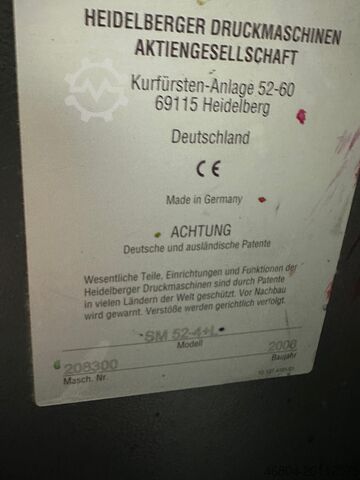 HEIDELBERGER DRUCKMASCHINEN
AKTIENGESELLSCHAFT
Kurfürsten-Anlage 52-60
69115 Heidelberg
Deutschland
CE
Made in Germany
ACHTUNG
Deutsche und ausländische Patente
Wesentliche Teile, Einrichtungen und Funktionen der
Heidelberger Druckmaschinen sind durch Patente
in vielen Ländern der Welt geschützt. Vor Nachbau
wird gewarnt. Verstöße werden gerichtlich verfolgt.
SM 52-4+L
Modell
208300
Masch. Nr.
2008
Baujahr